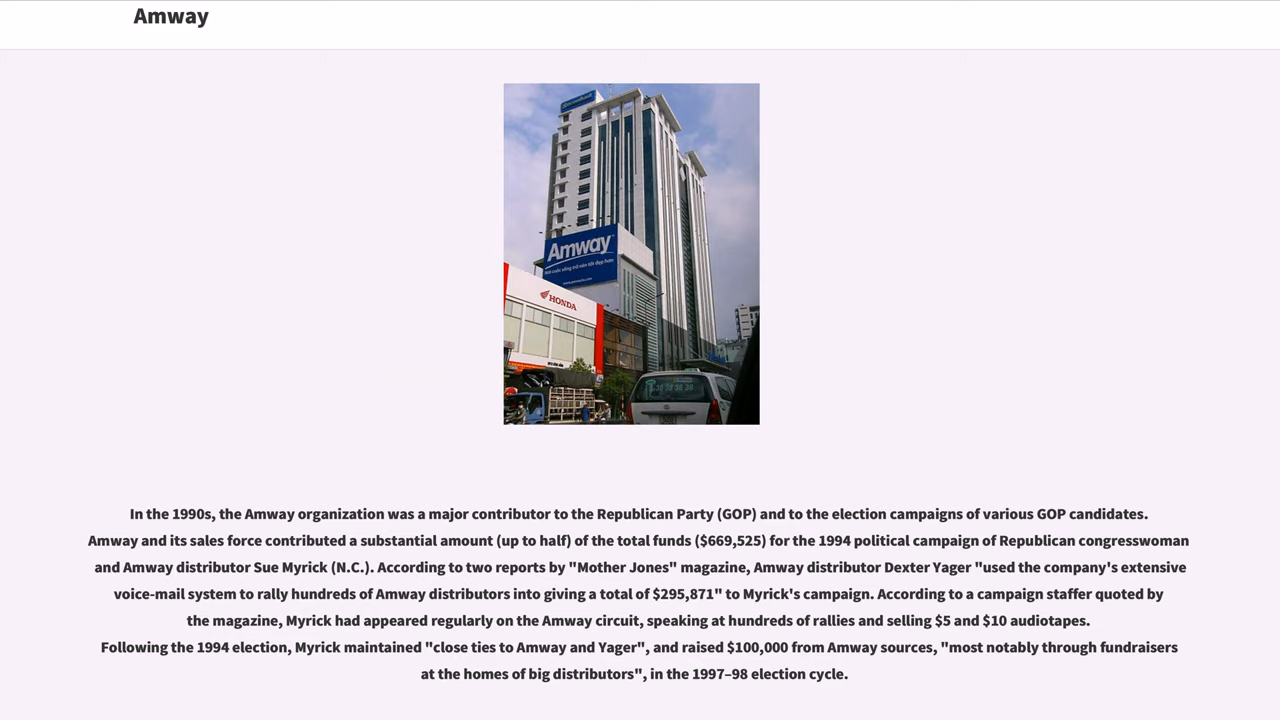 Amway
Amway
HONDA
In the 1990s, the Amway organization was a major contributor to the Republican Party (GOP) and to the election campaigns of various GOP candidates.
Amway and its sales force contributed a substantial amount (up to half) of the total funds ($669,525) for the 1994 political campaign of Republican congresswoman
and Amway distributor Sue Myrick (N.C.). According to two reports by "Mother Jones" magazine, Amway distributor Dexter Yager "used the company's extensive
voice-mail system to rally hundreds of Amway distributors into giving a total of $295,871" to Myrick's campaign. According to a campaign staffer quoted by
the magazine, Myrick had appeared regularly on the Amway circuit, speaking at hundreds of rallies and selling $5 and $10 audiotapes.
Following the 1994 election, Myrick maintained "close ties to Amway and Yager", and raised $100,000 from Amway sources, "most notably through fundraisers
at the homes of big distributors", in the 1997–98 election cycle.